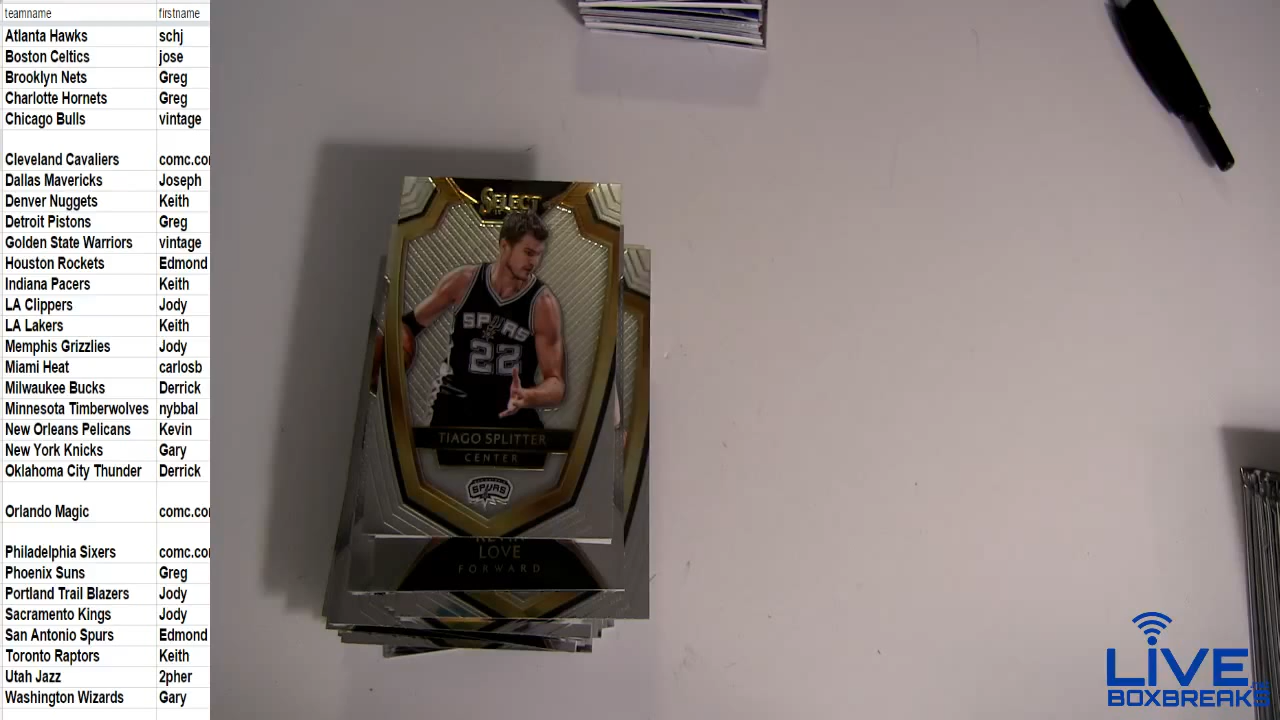 teamname firstname
Atlanta Hawks schj
Boston Celtics jose
Brooklyn Nets Greg
Charlotte Hornets Greg
Chicago Bulls vintage
Cleveland Cavaliers comc.co
Dallas Mavericks Joseph
Denver Nuggets Keith
Detroit Pistons Greg
Golden State Warriors vintage
Houston Rockets Edmond
Indiana Pacers Keith
LA Clippers Jody
LA Lakers Keith
Memphis Grizzlies Jody
Miami Heat carlosb
Milwaukee Bucks Derrick
Minnesota Timberwolves nybbal
New Orleans Pelicans Kevin
New York Knicks Gary
Oklahoma City Thunder Derrick
Orlando Magic comc.co
Philadelphia Sixers comc.co
Phoenix Suns Greg
Portland Trail Blazers Jody
Sacramento Kings Jody
San Antonio Spurs Edmond
Toronto Raptors Keith
Utah Jazz 2pher
Washington Wizards Gary
SELECT
SPURS
22
TIAGO SPLITTER
CENTER
SPURS
LOVE
FORWARD
LIVE
BOXBREAKS